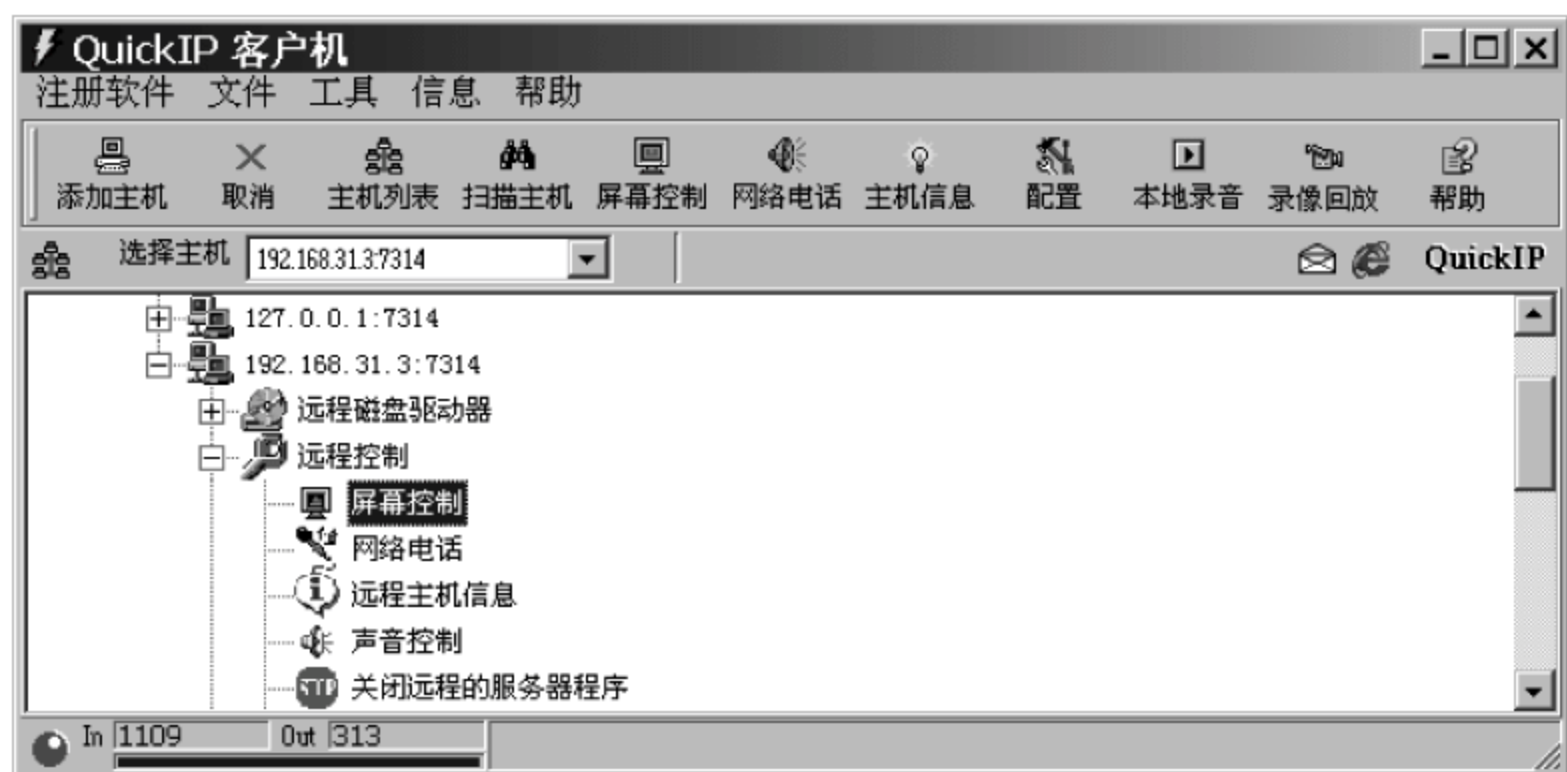 QuickIP 客户机
注册软件 文件 工具 信息 帮助
添加主机 取消 主机列表 扫描主机 屏幕控制 网络电话 主机信息 配置 本地录音 录像回放 帮助
选择主机 192.168.31.3:7314 QuickIP
127.0.0.1:7314
192.168.31.3:7314
远程磁盘驱动器
远程控制
屏幕控制
网络电话
远程主机信息
声音控制
STP 关闭远程的服务器程序
In 1109 Out 313